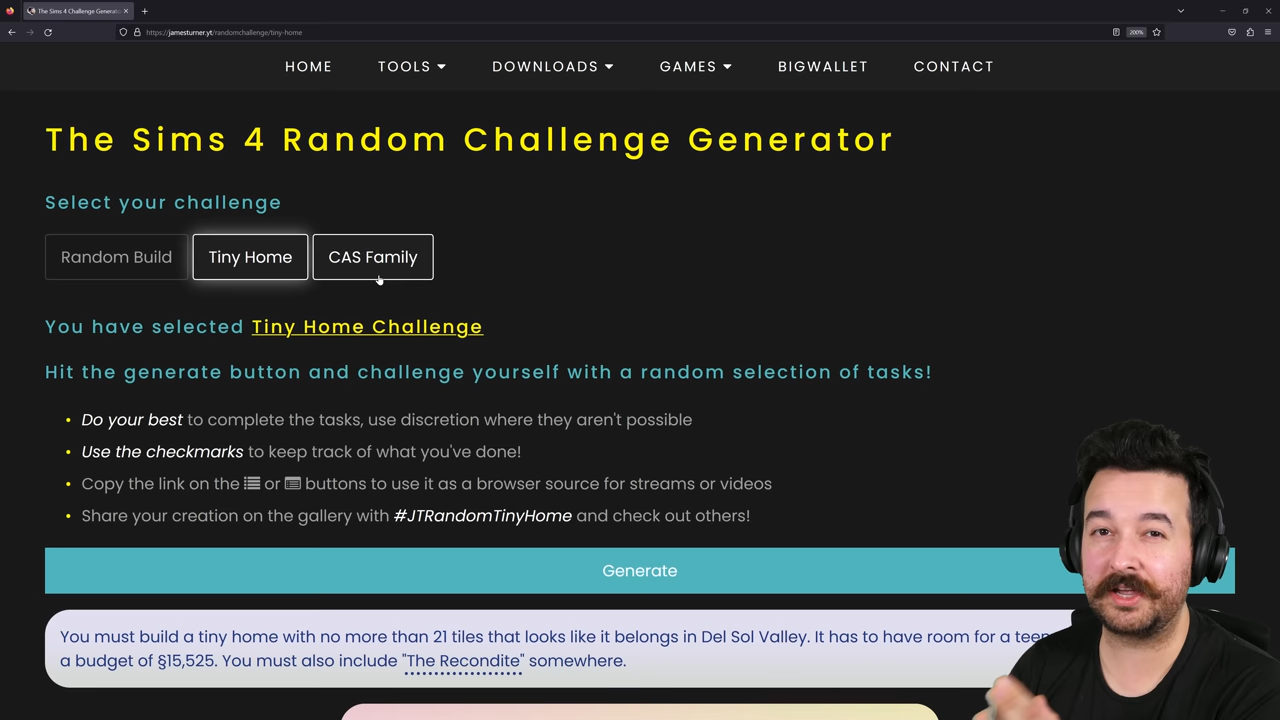 The Sims 4 Random Challenge Generato
https://jamesturner.yt/randomchallenge/tiny-home
200%
HOME
TOOLS
DOWNLOADS
GAMES
BIGWALLET
CONTACT
The Sims 4 Random Challenge Generator
Select your challenge
Random Build
Tiny Home
CAS Family
You have selected Tiny Home Challenge
Hit the generate button and challenge yourself with a random selection of tasks!
Do your best to complete the tasks, use discretion where they aren't possible
Use the checkmarks to keep track of what you've done!
Copy the link on the or buttons to use it as a browser source for streams or videos
Share your creation on the gallery with #JTRandomTinyHome and check out others!
Generate
You must build a tiny home with no more than 21 tiles that looks like it belongs in Del Sol Valley. It has to have room for a teen
a budget of §15,525. You must also include "The Recondite" somewhere.